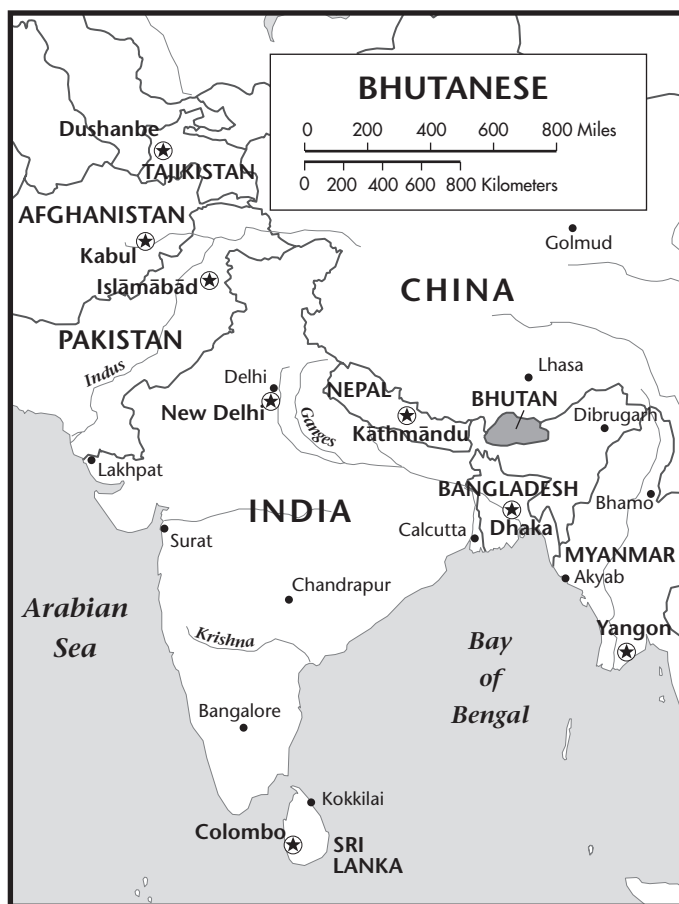 BHUTANESE
0 200 400 600 800 Miles
0 200 400 600 800 Kilometers
Dushanbe
TAJIKISTAN
AFGHANISTAN
Kabul
Islāmābād
Golmud
CHINA
PAKISTAN
Indus
Delhi
New Delhi
NEPAL
Ganges
Kāthmāndu
Lhasa
BHUTAN
Dibrugarh
Lakhpat
BANGLADESH
Bhamo
INDIA
Dhaka
Calcutta
Surat
MYANMAR
Akyab
Chandrapur
Arabian
Sea
Krishna
Yangon
Bay
of
Bengal
Bangalore
Kokkilai
Colombo
SRI
LANKA